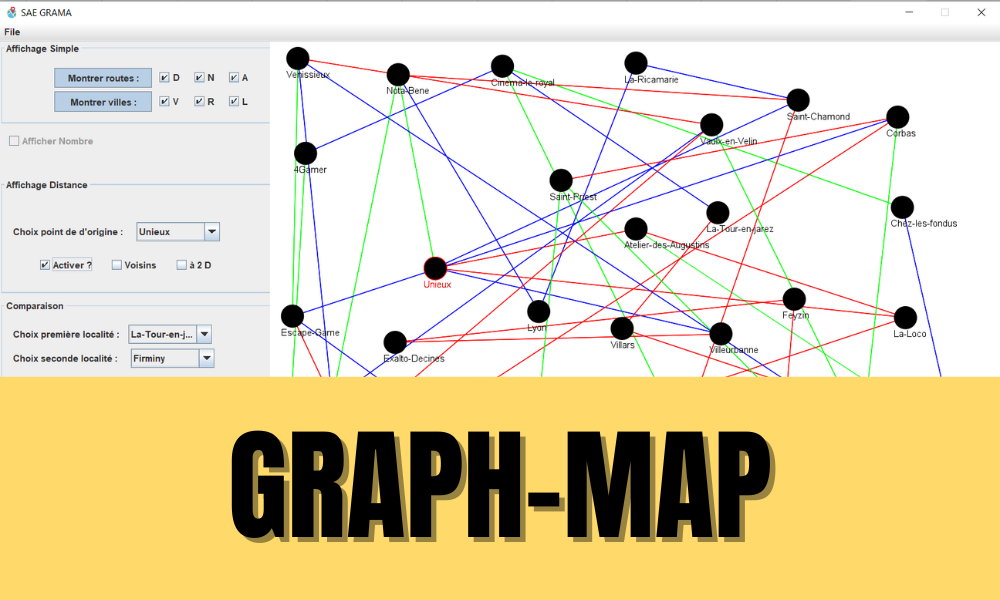 SAE GRAMA
File
Affichage Simple
Montrer routes : D N A
Montrer villes : V R L
Afficher Nombre
Affichage Distance
Choix point de d'origine : Unieux
Activer ? Voisins à 2 D
Comparaison
Choix première localité : La-Tour-en-j...
Choix seconde localité : Firminy
Venissieux
Nota-Bene
Cinema-le-royal
La-Ricamarie
Saint-Chamond
Corbas
Vaulx-en-Velin
4Gamer
Saint-Priest
La-Tour-en-jarez
Chez-les-fondus
Atelier-des-Augustins
Unieux
Escape-Game
Lyon
Feyzin
La-Loco
Exalto-Decines
Villars
Villeurbanne
GRAPH-MAP